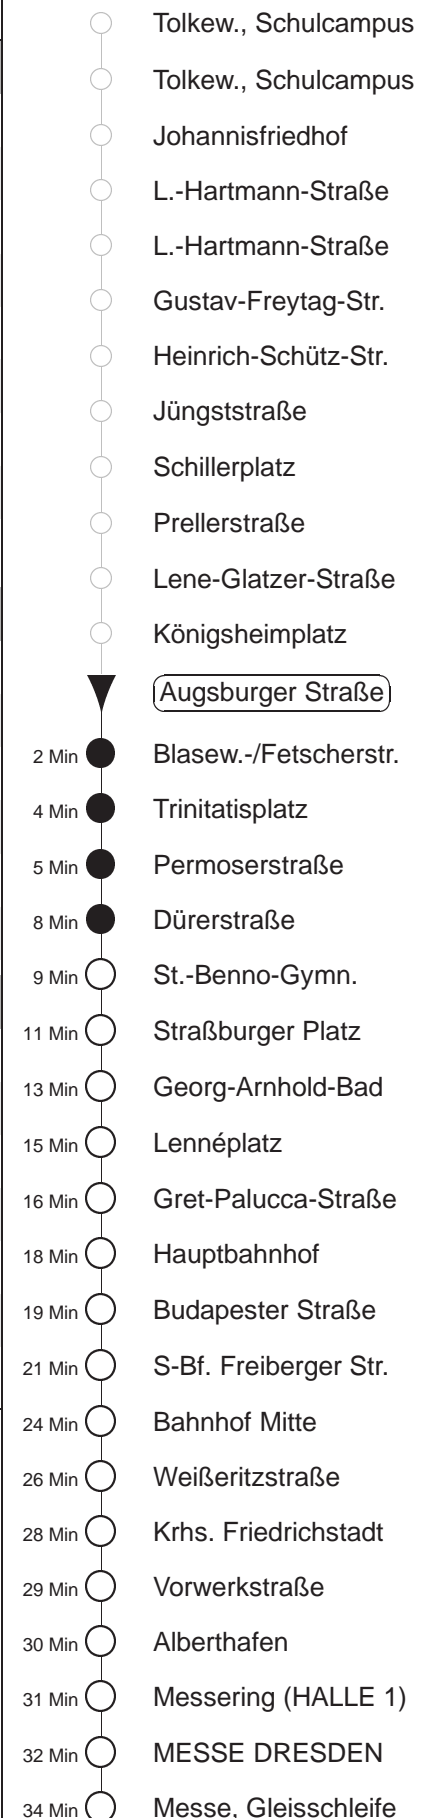 Tolkew., Schulcampus
Tolkew., Schulcampus
Johannisfriedhof
L.-Hartmann-Straße
L.-Hartmann-Straße
Gustav-Freytag-Str.
Heinrich-Schütz-Str.
Jüngststraße
Schillerplatz
Prellerstraße
Lene-Glatzer-Straße
Königsheimplatz
Augsburger Straße
2 Min Blasew.-/Fetscherstr.
4 Min Trinitatisplatz
5 Min Permoserstraße
8 Min Dürerstraße
9 Min St.-Benno-Gymn.
11 Min Straßburger Platz
13 Min Georg-Arnhold-Bad
15 Min Lennéplatz
16 Min Gret-Palucca-Straße
18 Min Hauptbahnhof
19 Min Budapester Straße
21 Min S-Bf. Freiberger Str.
24 Min Bahnhof Mitte
26 Min Weißeritzstraße
28 Min Krhs. Friedrichstadt
29 Min Vorwerkstraße
30 Min Alberthafen
31 Min Messering (HALLE 1)
32 Min MESSE DRESDEN
34 Min Messe, Gleisschleife